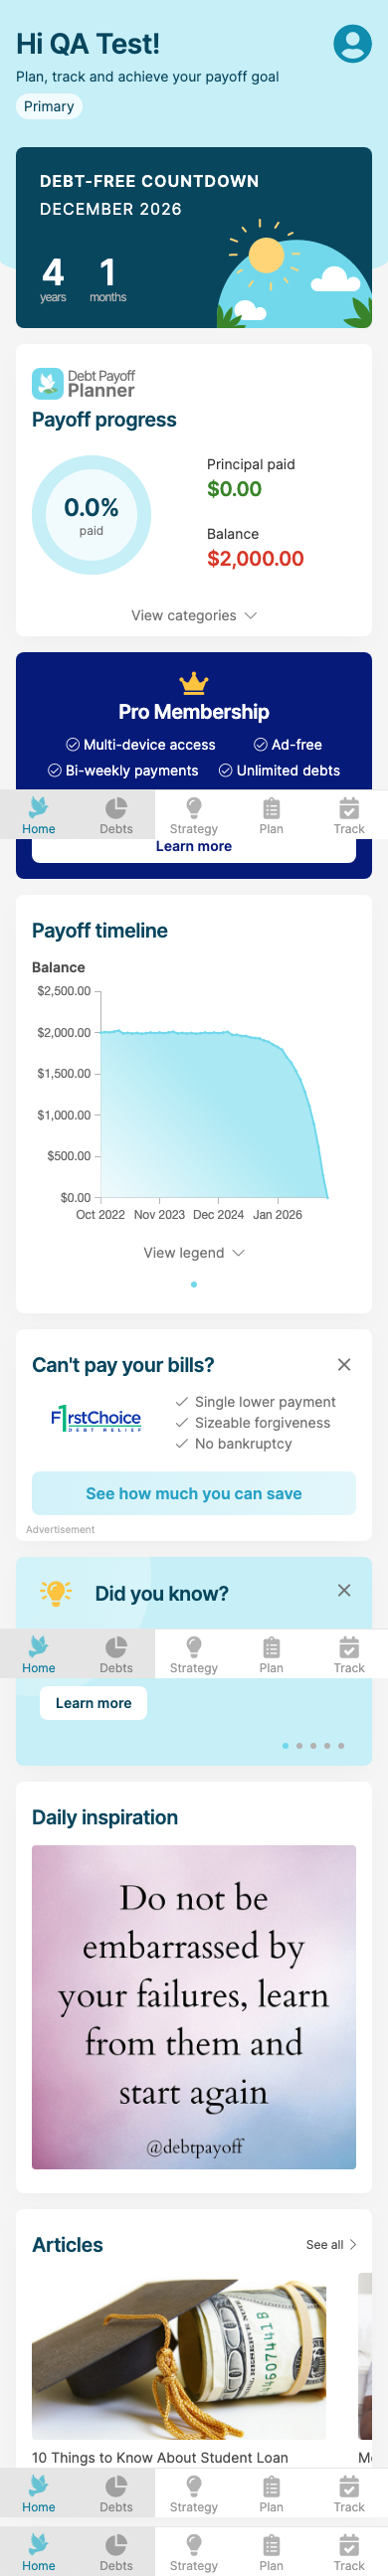 Hi QA Test!
Plan, track and achieve your payoff goal
Primary
DEBT-FREE COUNTDOWN
DECEMBER 2026
4 1
years months
Debt Payoff
Planner
Payoff progress
Principal paid
$0.00
0.0%
paid
Balance
$2,000.00
View categories
Pro Membership
Multi-device access Ad-free
Bi-weekly payments Unlimited debts
Home Debts Strategy Plan Track
Learn more
Payoff timeline
Balance
$2,500.00
$2,000.00
$1,500.00
$1,000.00
$500.00
$0.00
Oct 2022 Nov 2023 Dec 2024 Jan 2026
View legend
Can't pay your bills?
F1rstChoice
DEBT RELIEF
Single lower payment
Sizeable forgiveness
No bankruptcy
See how much you can save
Advertisement
Did you know?
Home Debts Strategy Plan Track
Learn more
Daily inspiration
Do not be
embarrassed by
your failures, learn
from them and
start again
@debtpayoff
Articles See all
10 Things to Know About Student Loan
Home Debts Strategy Plan Track
Home Debts Strategy Plan Track